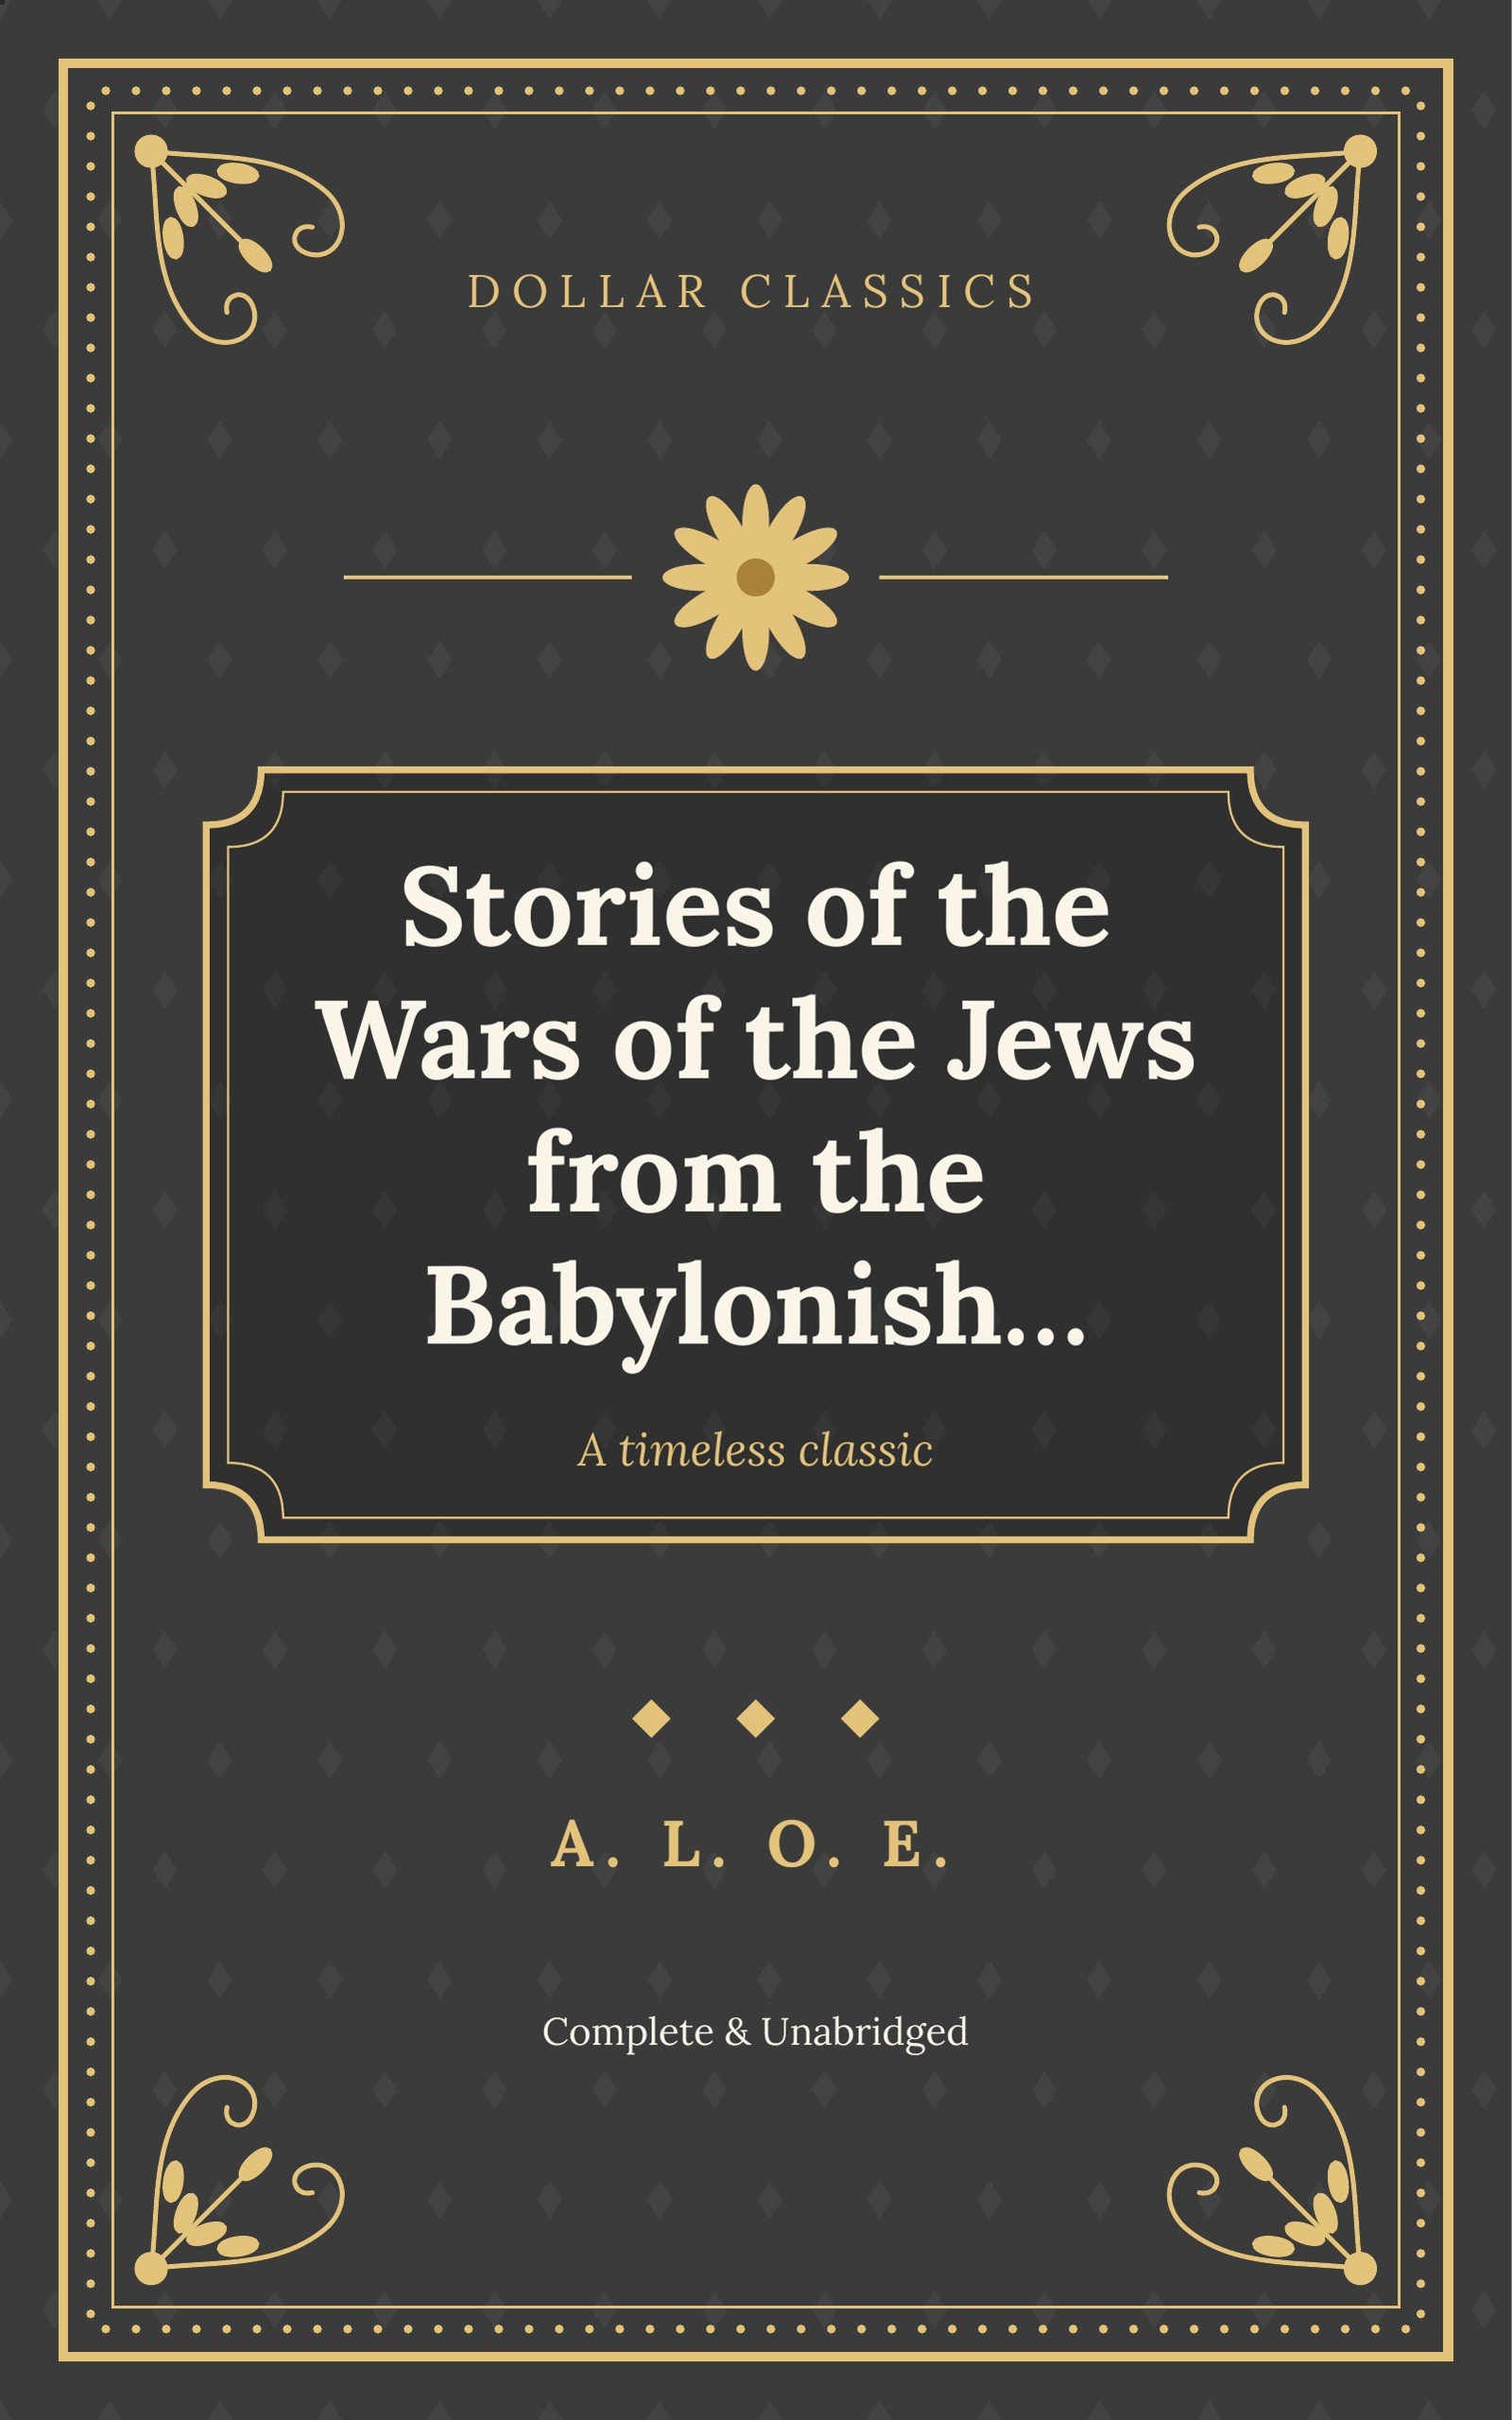 DOLLAR CLASSICS
Stories of the
Wars of the Jews
from the
Babylonish...
A timeless classic
A. L. O. E.
Complete & Unabridged